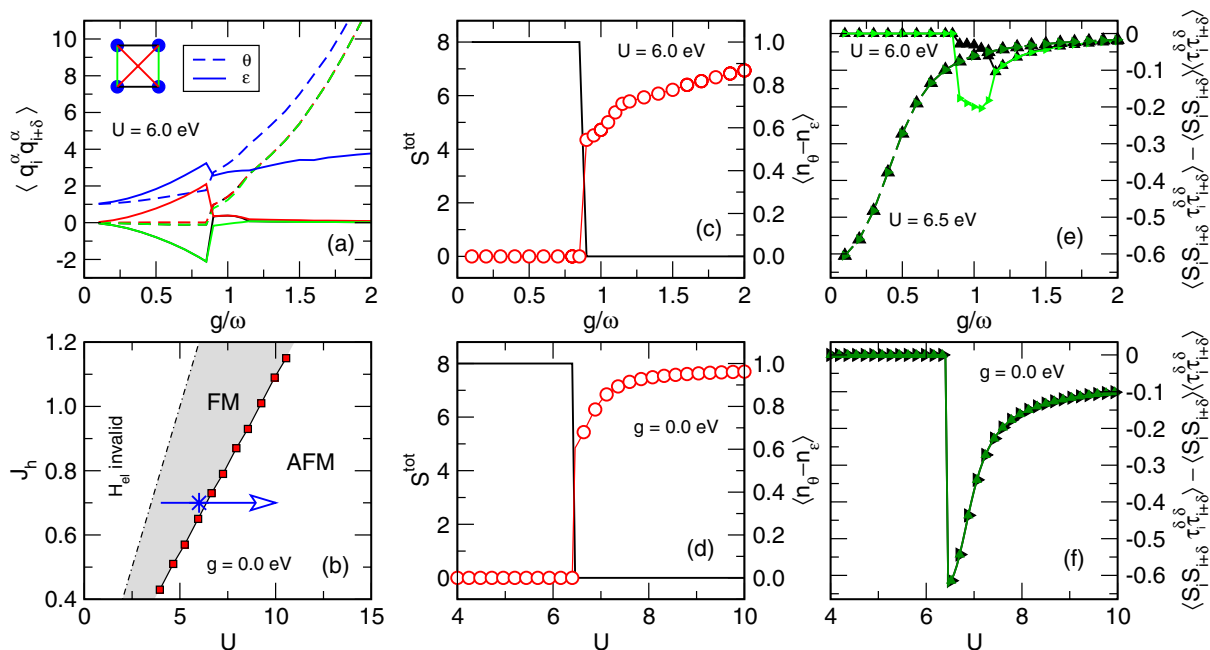 10
8
6
4
2
0
-2
⟨ q_i^α q_{i+δ}^α ⟩
θ
ε
U = 6.0 eV
(a)
0 0.5 1 1.5 2
g/ω
8
6
4
2
0
S^tot
U = 6.0 eV
(c)
1.0
0.8
0.6
0.4
0.2
0.0
⟨n_θ−n_ε⟩
0 0.5 1 1.5 2
g/ω
U = 6.0 eV
U = 6.5 eV
(e)
0
-0.1
-0.2
-0.3
-0.4
-0.5
-0.6
⟨S_i S_{i+δ} τ_i^δ τ_{i+δ}^δ⟩ − ⟨S_i S_{i+δ}⟩⟨τ_i^δ τ_{i+δ}^δ⟩
0 0.5 1 1.5 2
g/ω
1.2
1.0
0.8
0.6
0.4
J_h
H_el invalid
FM
AFM
g = 0.0 eV
(b)
0 5 10 15
U
8
6
4
2
0
S^tot
g = 0.0 eV
(d)
1.0
0.8
0.6
0.4
0.2
0.0
⟨n_θ−n_ε⟩
4 6 8 10
U
g = 0.0 eV
(f)
0
-0.1
-0.2
-0.3
-0.4
-0.5
-0.6
⟨S_i S_{i+δ} τ_i^δ τ_{i+δ}^δ⟩ − ⟨S_i S_{i+δ}⟩⟨τ_i^δ τ_{i+δ}^δ⟩
4 6 8 10
U